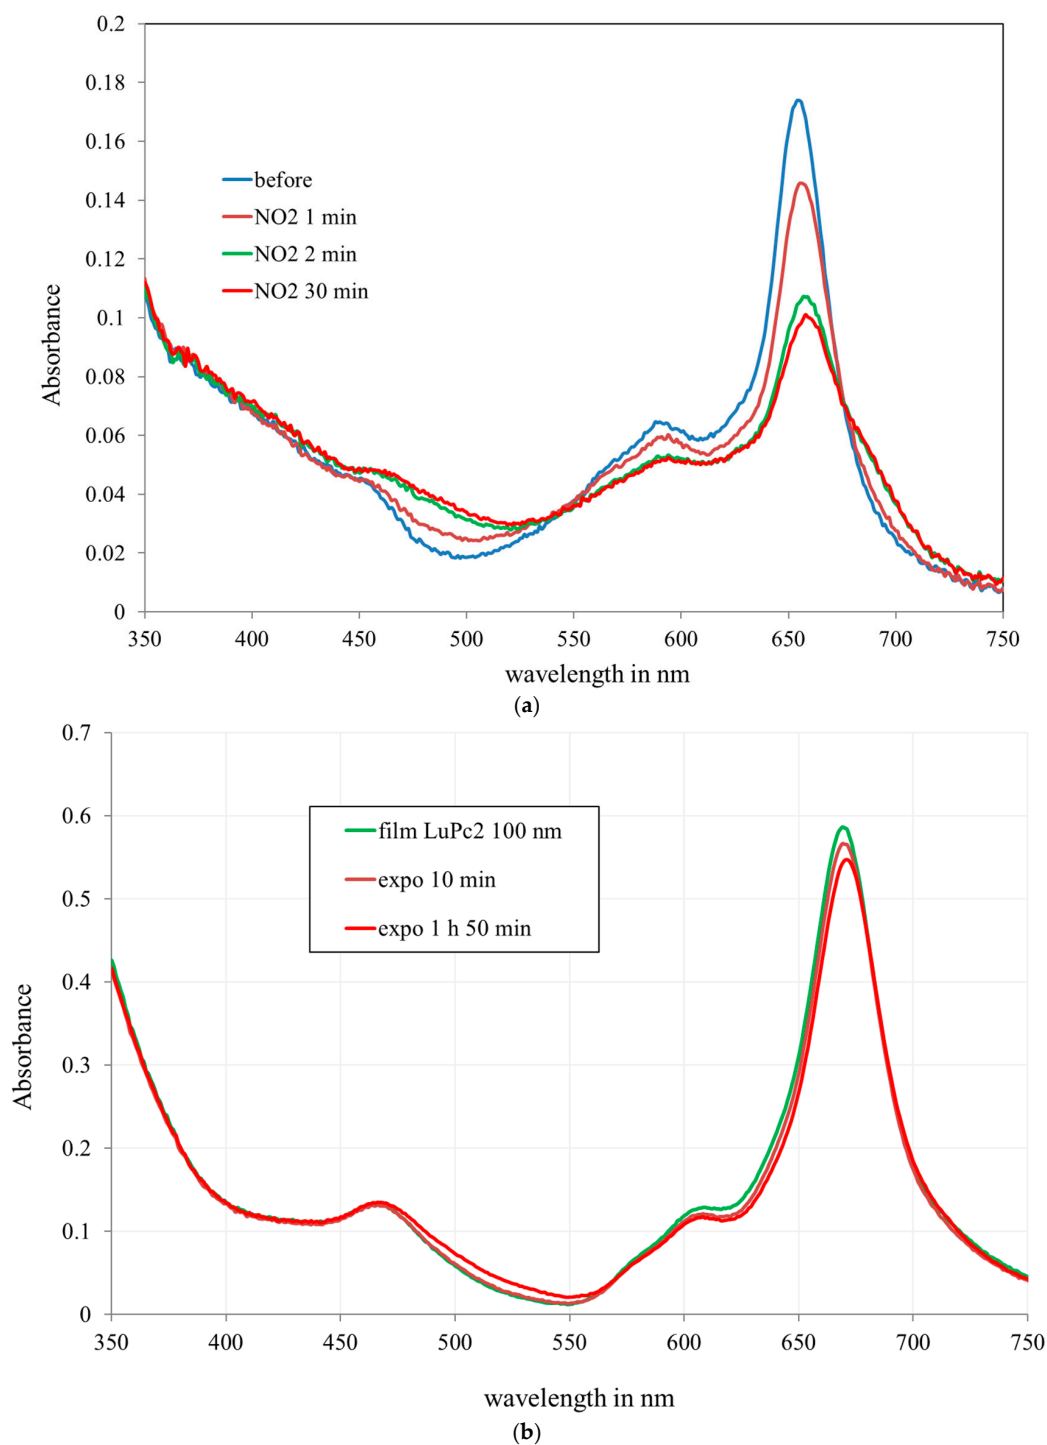 0.2
0.18
0.16
0.14
0.12
0.1
0.08
0.06
0.04
0.02
0
Absorbance
before
NO2 1 min
NO2 2 min
NO2 30 min
350 400 450 500 550 600 650 700 750
wavelength in nm
(a)
0.7
0.6
0.5
0.4
0.3
0.2
0.1
0
Absorbance
film LuPc2 100 nm
expo 10 min
expo 1 h 50 min
350 400 450 500 550 600 650 700 750
wavelength in nm
(b)